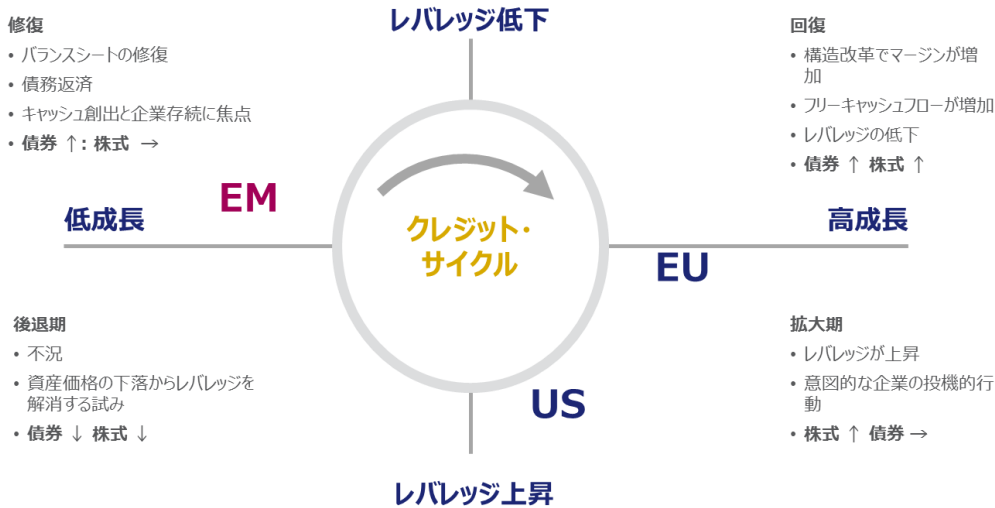 レバレッジ低下
修復
• バランスシートの修復
• 債務返済
• キャッシュ創出と企業存続に焦点
• 債券 ↑: 株式 →
回復
• 構造改革でマージンが増
加
• フリーキャッシュフローが増加
• レバレッジの低下
• 債券 ↑ 株式 ↑
EM
低成長
クレジット・
サイクル
高成長
EU
後退期
• 不況
• 資産価格の下落からレバレッジを
解消する試み
• 債券 ↓ 株式 ↓
拡大期
• レバレッジが上昇
• 意図的な企業の投機的行
動
• 株式 ↑ 債券 →
US
レバレッジ上昇